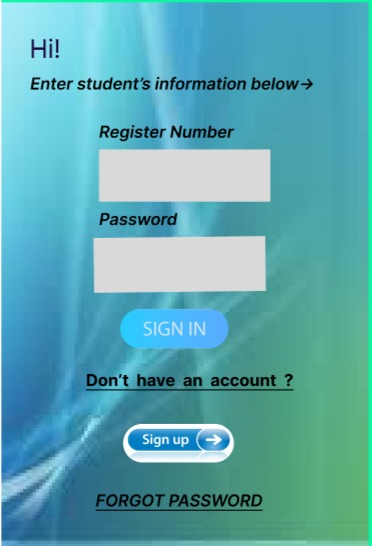 Hi!
Enter student’s information below→
Register Number
Password
SIGN IN
Don’t have an account ?
Sign up →
FORGOT PASSWORD